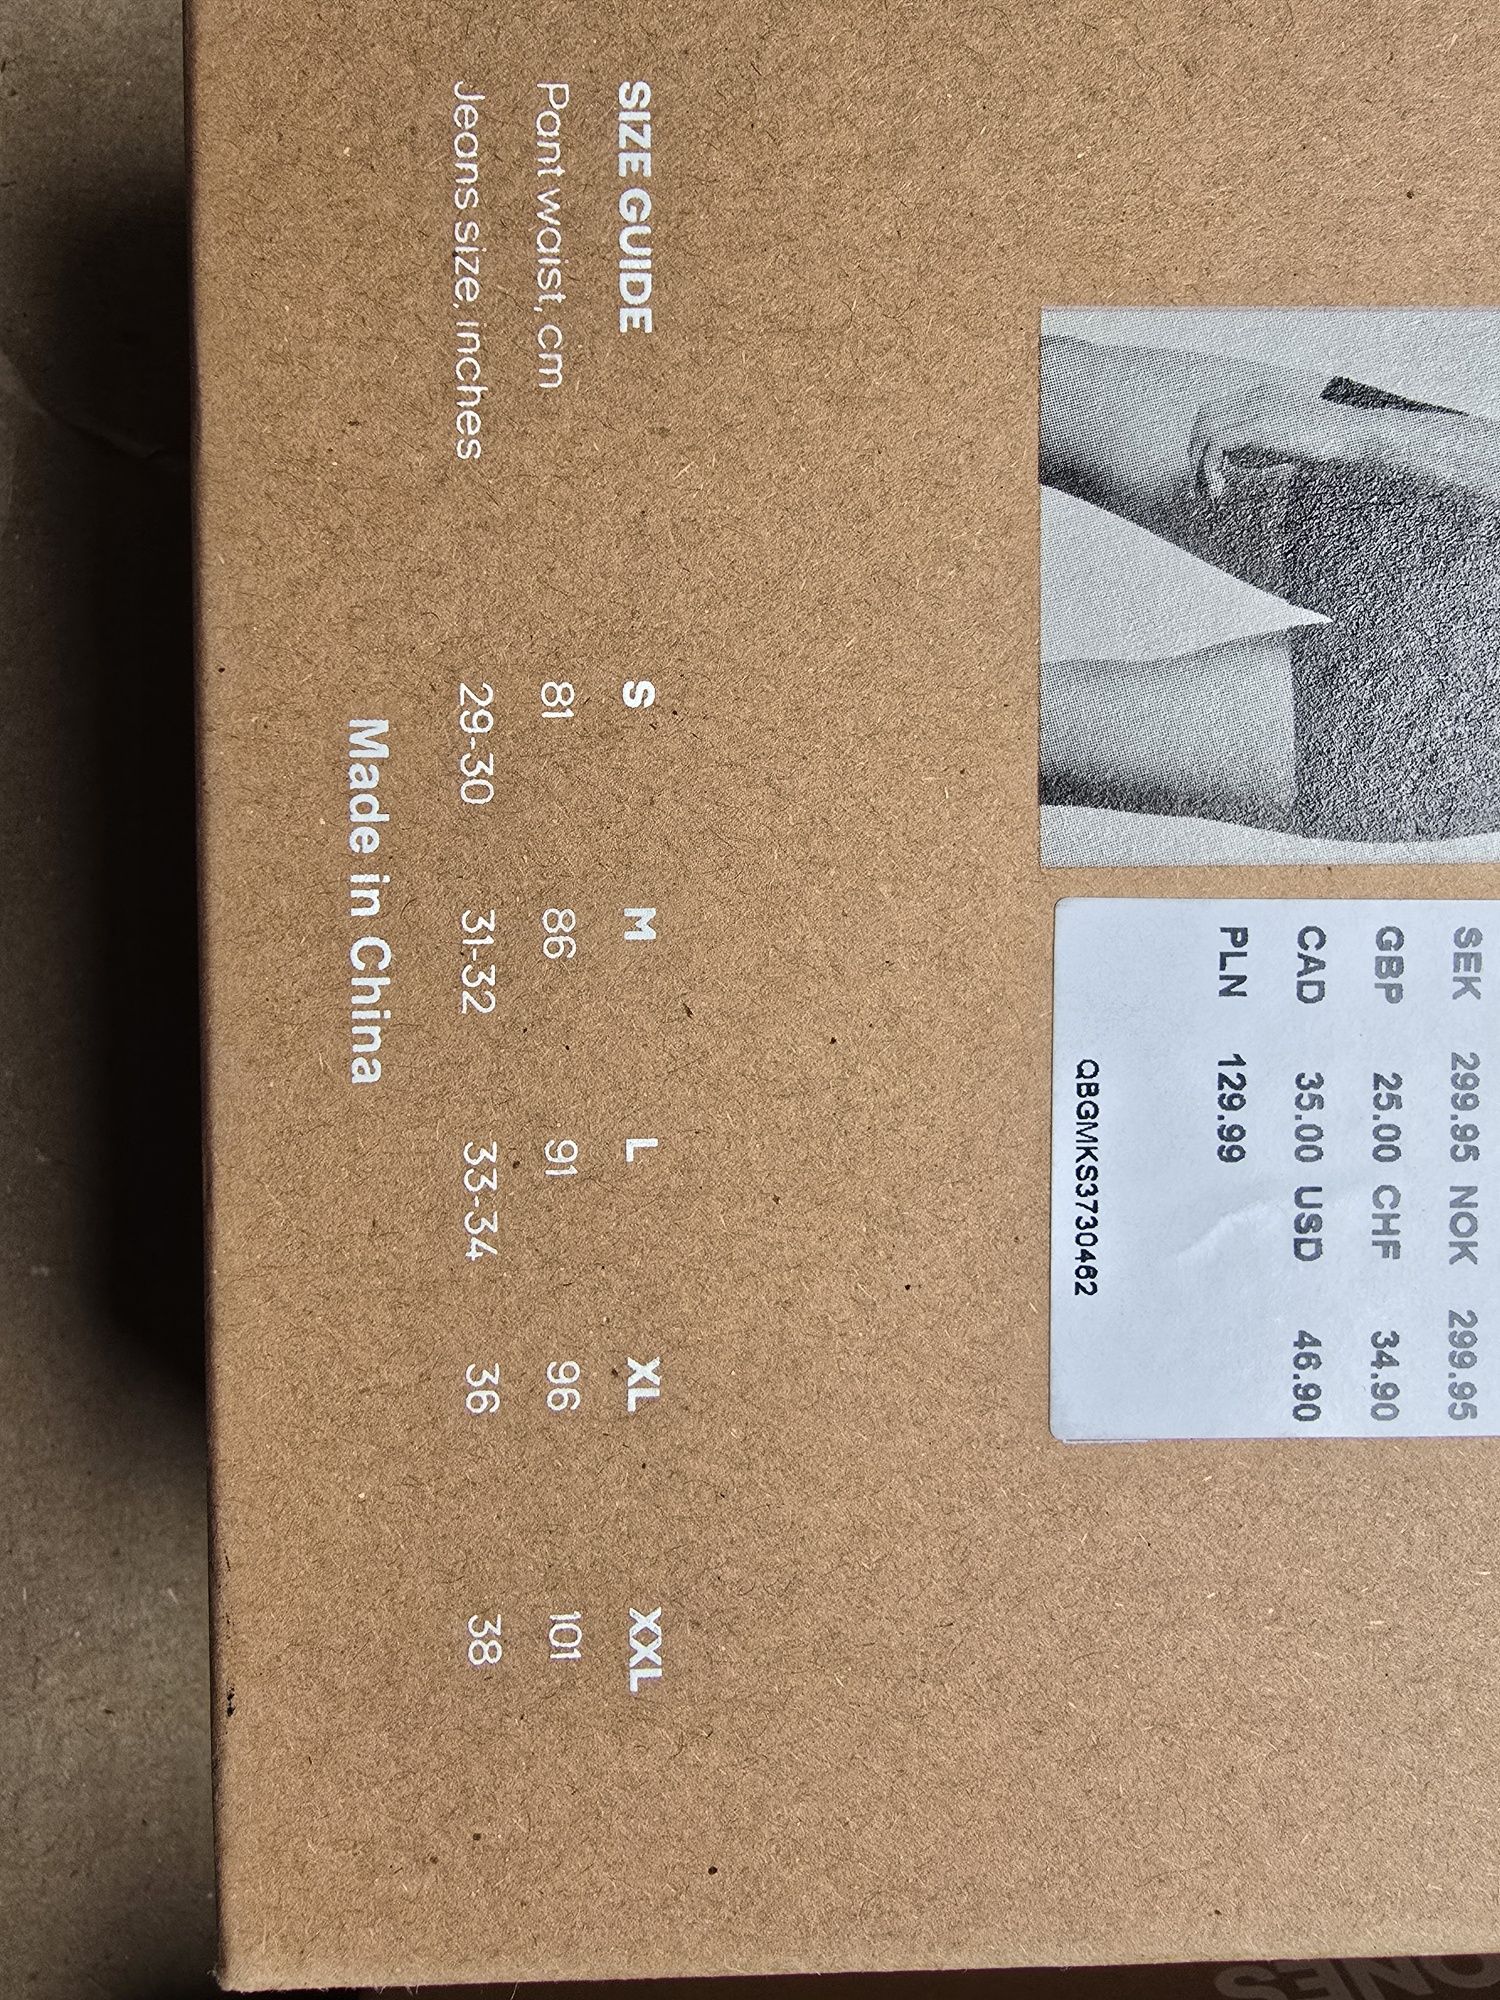 SEK 299.95 NOK 299.95
GBP 25.00 CHF 34.90
CAD 35.00 USD 46.90
PLN 129.99
QBGMKS3730462
SIZE GUIDE S M L XL XXL
Pant waist, cm 81 86 91 96 101
Jeans size, inches 29-30 31-32 33-34 36 38
Made in China